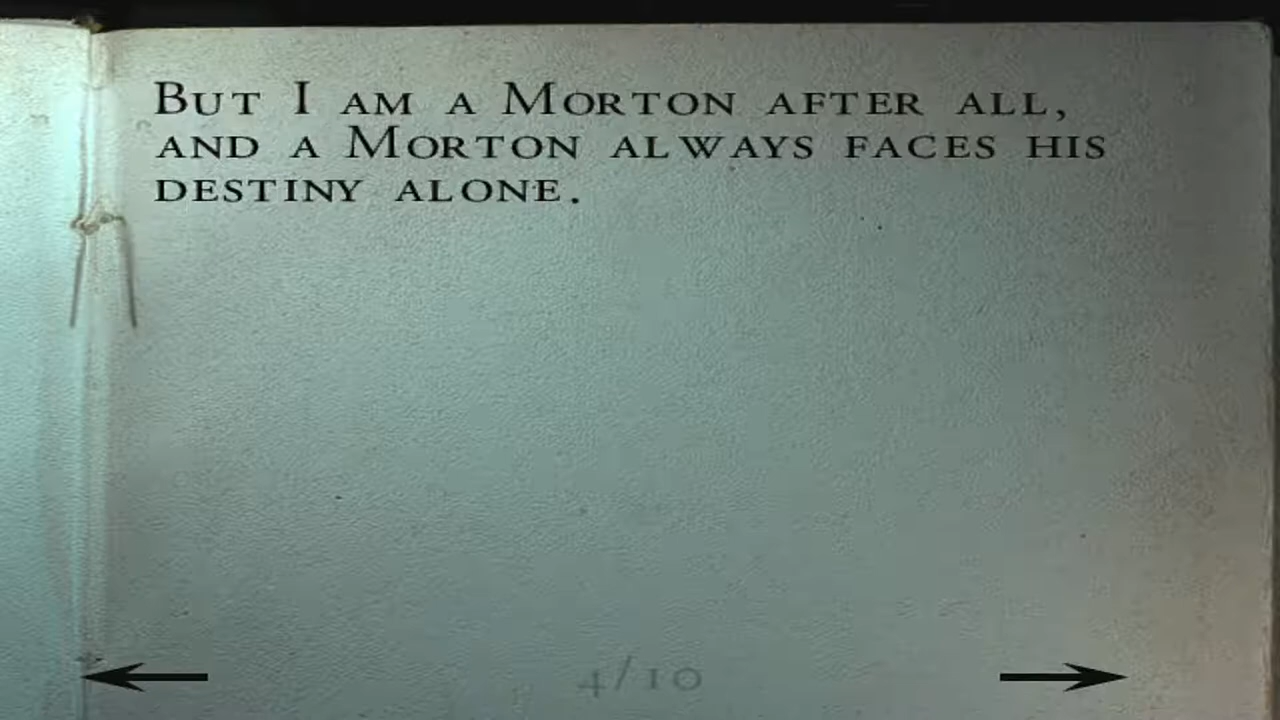 But I am a Morton after all,
and a Morton always faces his
destiny alone.
4/10